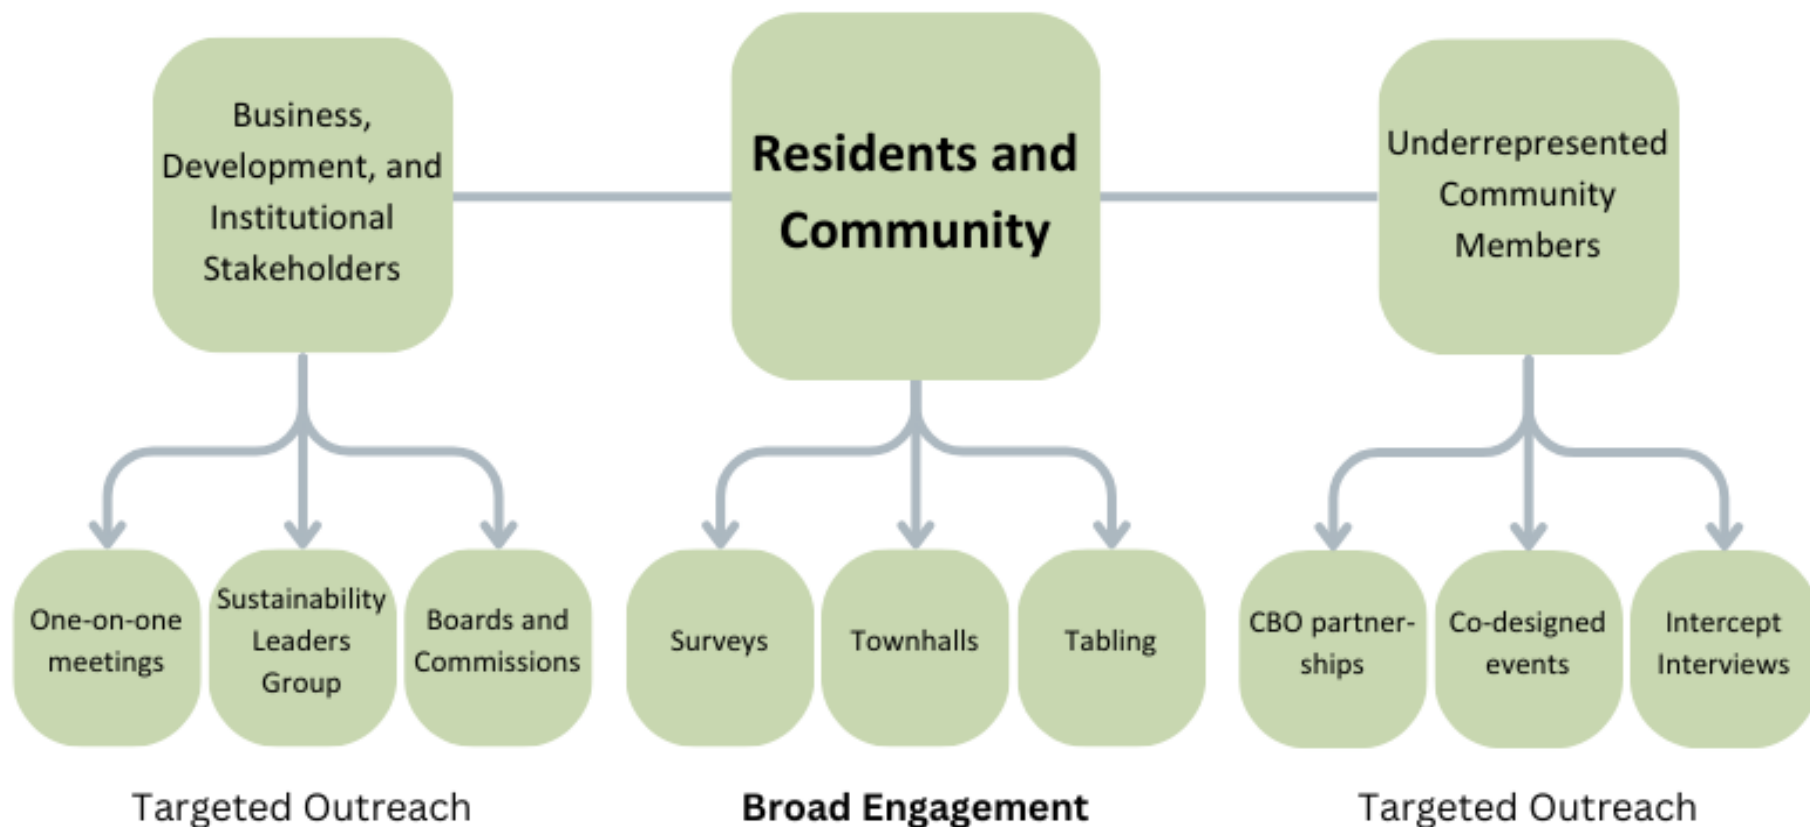 Business,
Development, and
Institutional
Stakeholders
Residents and
Community
Underrepresented
Community
Members
One-on-one
meetings
Sustainability
Leaders
Group
Boards and
Commissions
Surveys
Townhalls
Tabling
CBO partner-
ships
Co-designed
events
Intercept
Interviews
Targeted Outreach
Broad Engagement
Targeted Outreach